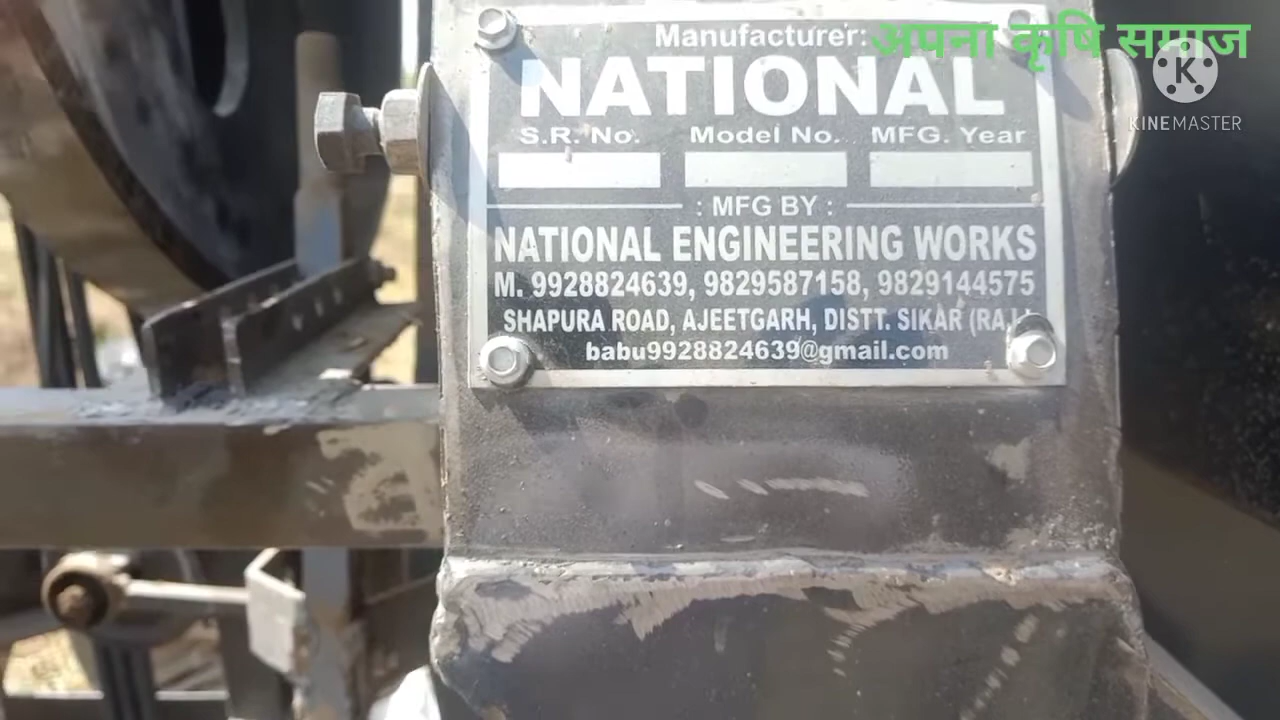 Manufacturer:
अपना कृषि समाज
K
KINEMASTER
NATIONAL
S.R. No. Model No. MFG. Year
: MFG BY :
NATIONAL ENGINEERING WORKS
M. 9928824639, 9829587158, 9829144575
SHAPURA ROAD, AJEETGARH, DISTT. SIKAR (RAJ.)
babu9928824639@gmail.com